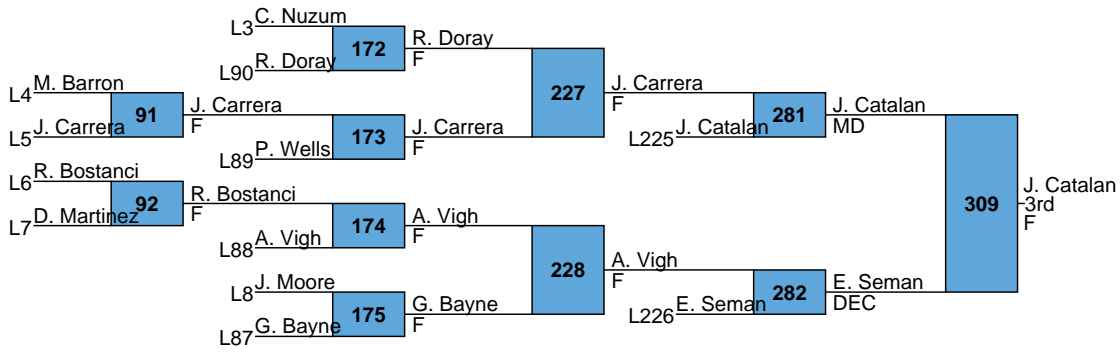 L3 C. Nuzum
172
R. Doray
F
L90 R. Doray
L4 M. Barron
91
J. Carrera
F
L5 J. Carrera
227
J. Carrera
F
173
J. Carrera
F
L89 P. Wells
L225 J. Catalan
281
J. Catalan
MD
L6 R. Bostanci
92
R. Bostanci
F
L7 D. Martinez
174
A. Vigh
F
L88 A. Vigh
309
J. Catalan
3rd
F
228
A. Vigh
F
L8 J. Moore
175
G. Bayne
F
L87 G. Bayne
L226 E. Seman
282
E. Seman
DEC